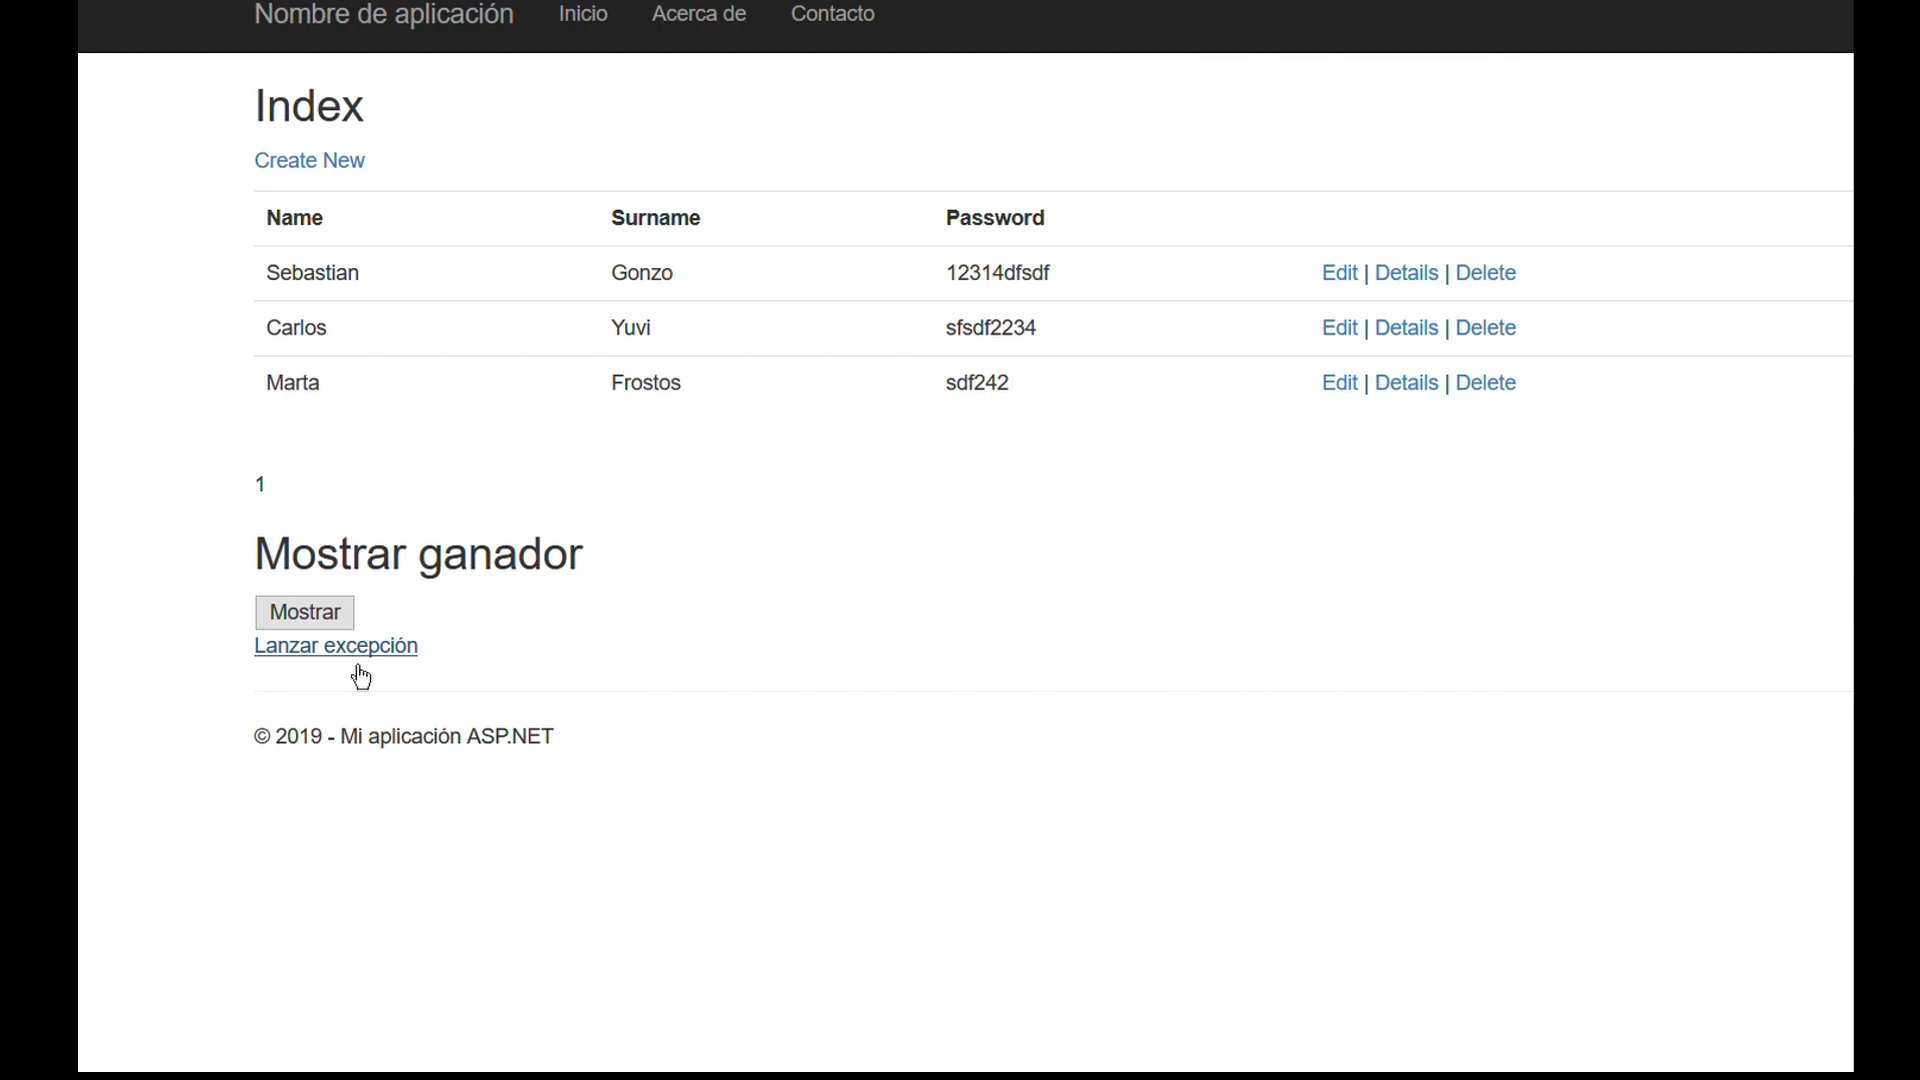 Nombre de aplicación Inicio Acerca de Contacto
Index
Create New
Name Surname Password
Sebastian Gonzo 12314dfsdf Edit | Details | Delete
Carlos Yuvi sfsdf2234 Edit | Details | Delete
Marta Frostos sdf242 Edit | Details | Delete
1
Mostrar ganador
Mostrar
Lanzar excepción
© 2019 - Mi aplicación ASP.NET